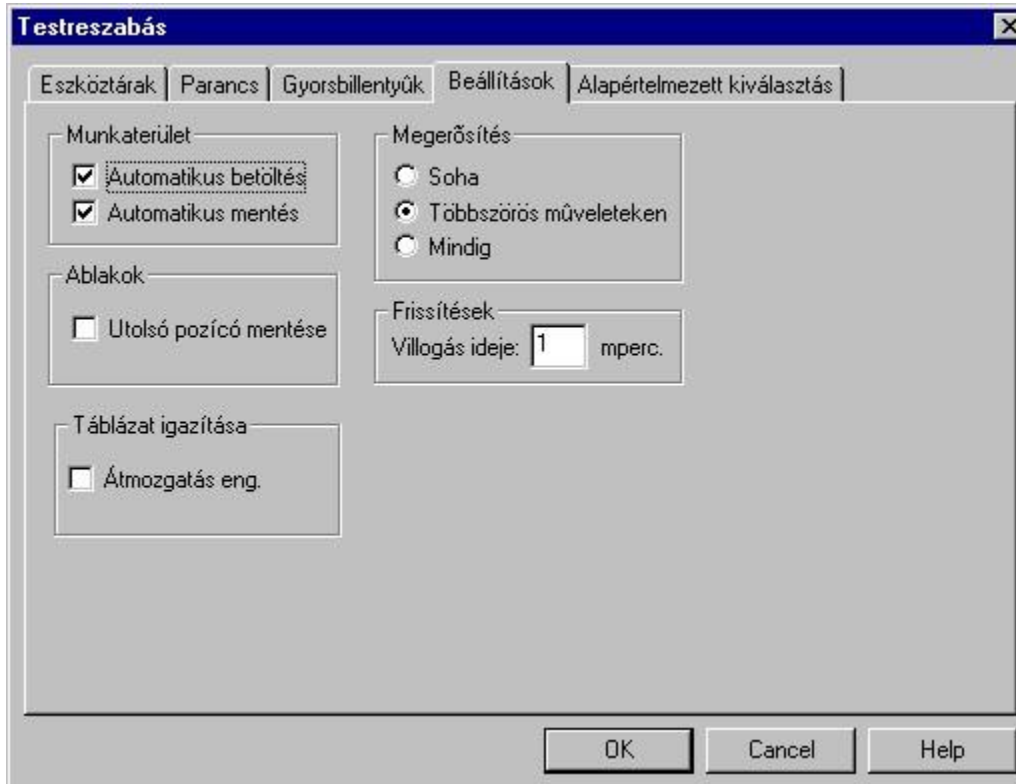 Testreszabás
Eszköztárak Parancs Gyorsbillentyûk Beállítások Alapértelmezett kiválasztás
Munkaterület
Automatikus betöltés
Automatikus mentés
Ablakok
Utolsó pozícó mentése
Táblázat igazítása
Átmozgatás eng.
Megerõsítés
Soha
Többszörös mûveleteken
Mindig
Frissítések
Villogás ideje: 1 mperc.
OK Cancel Help